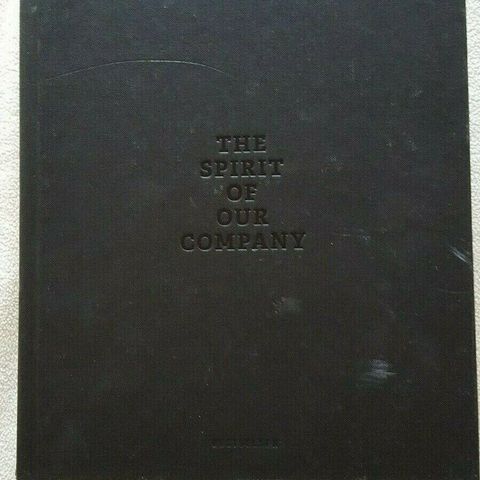 THE
SPIRIT
OF
OUR
COMPANY